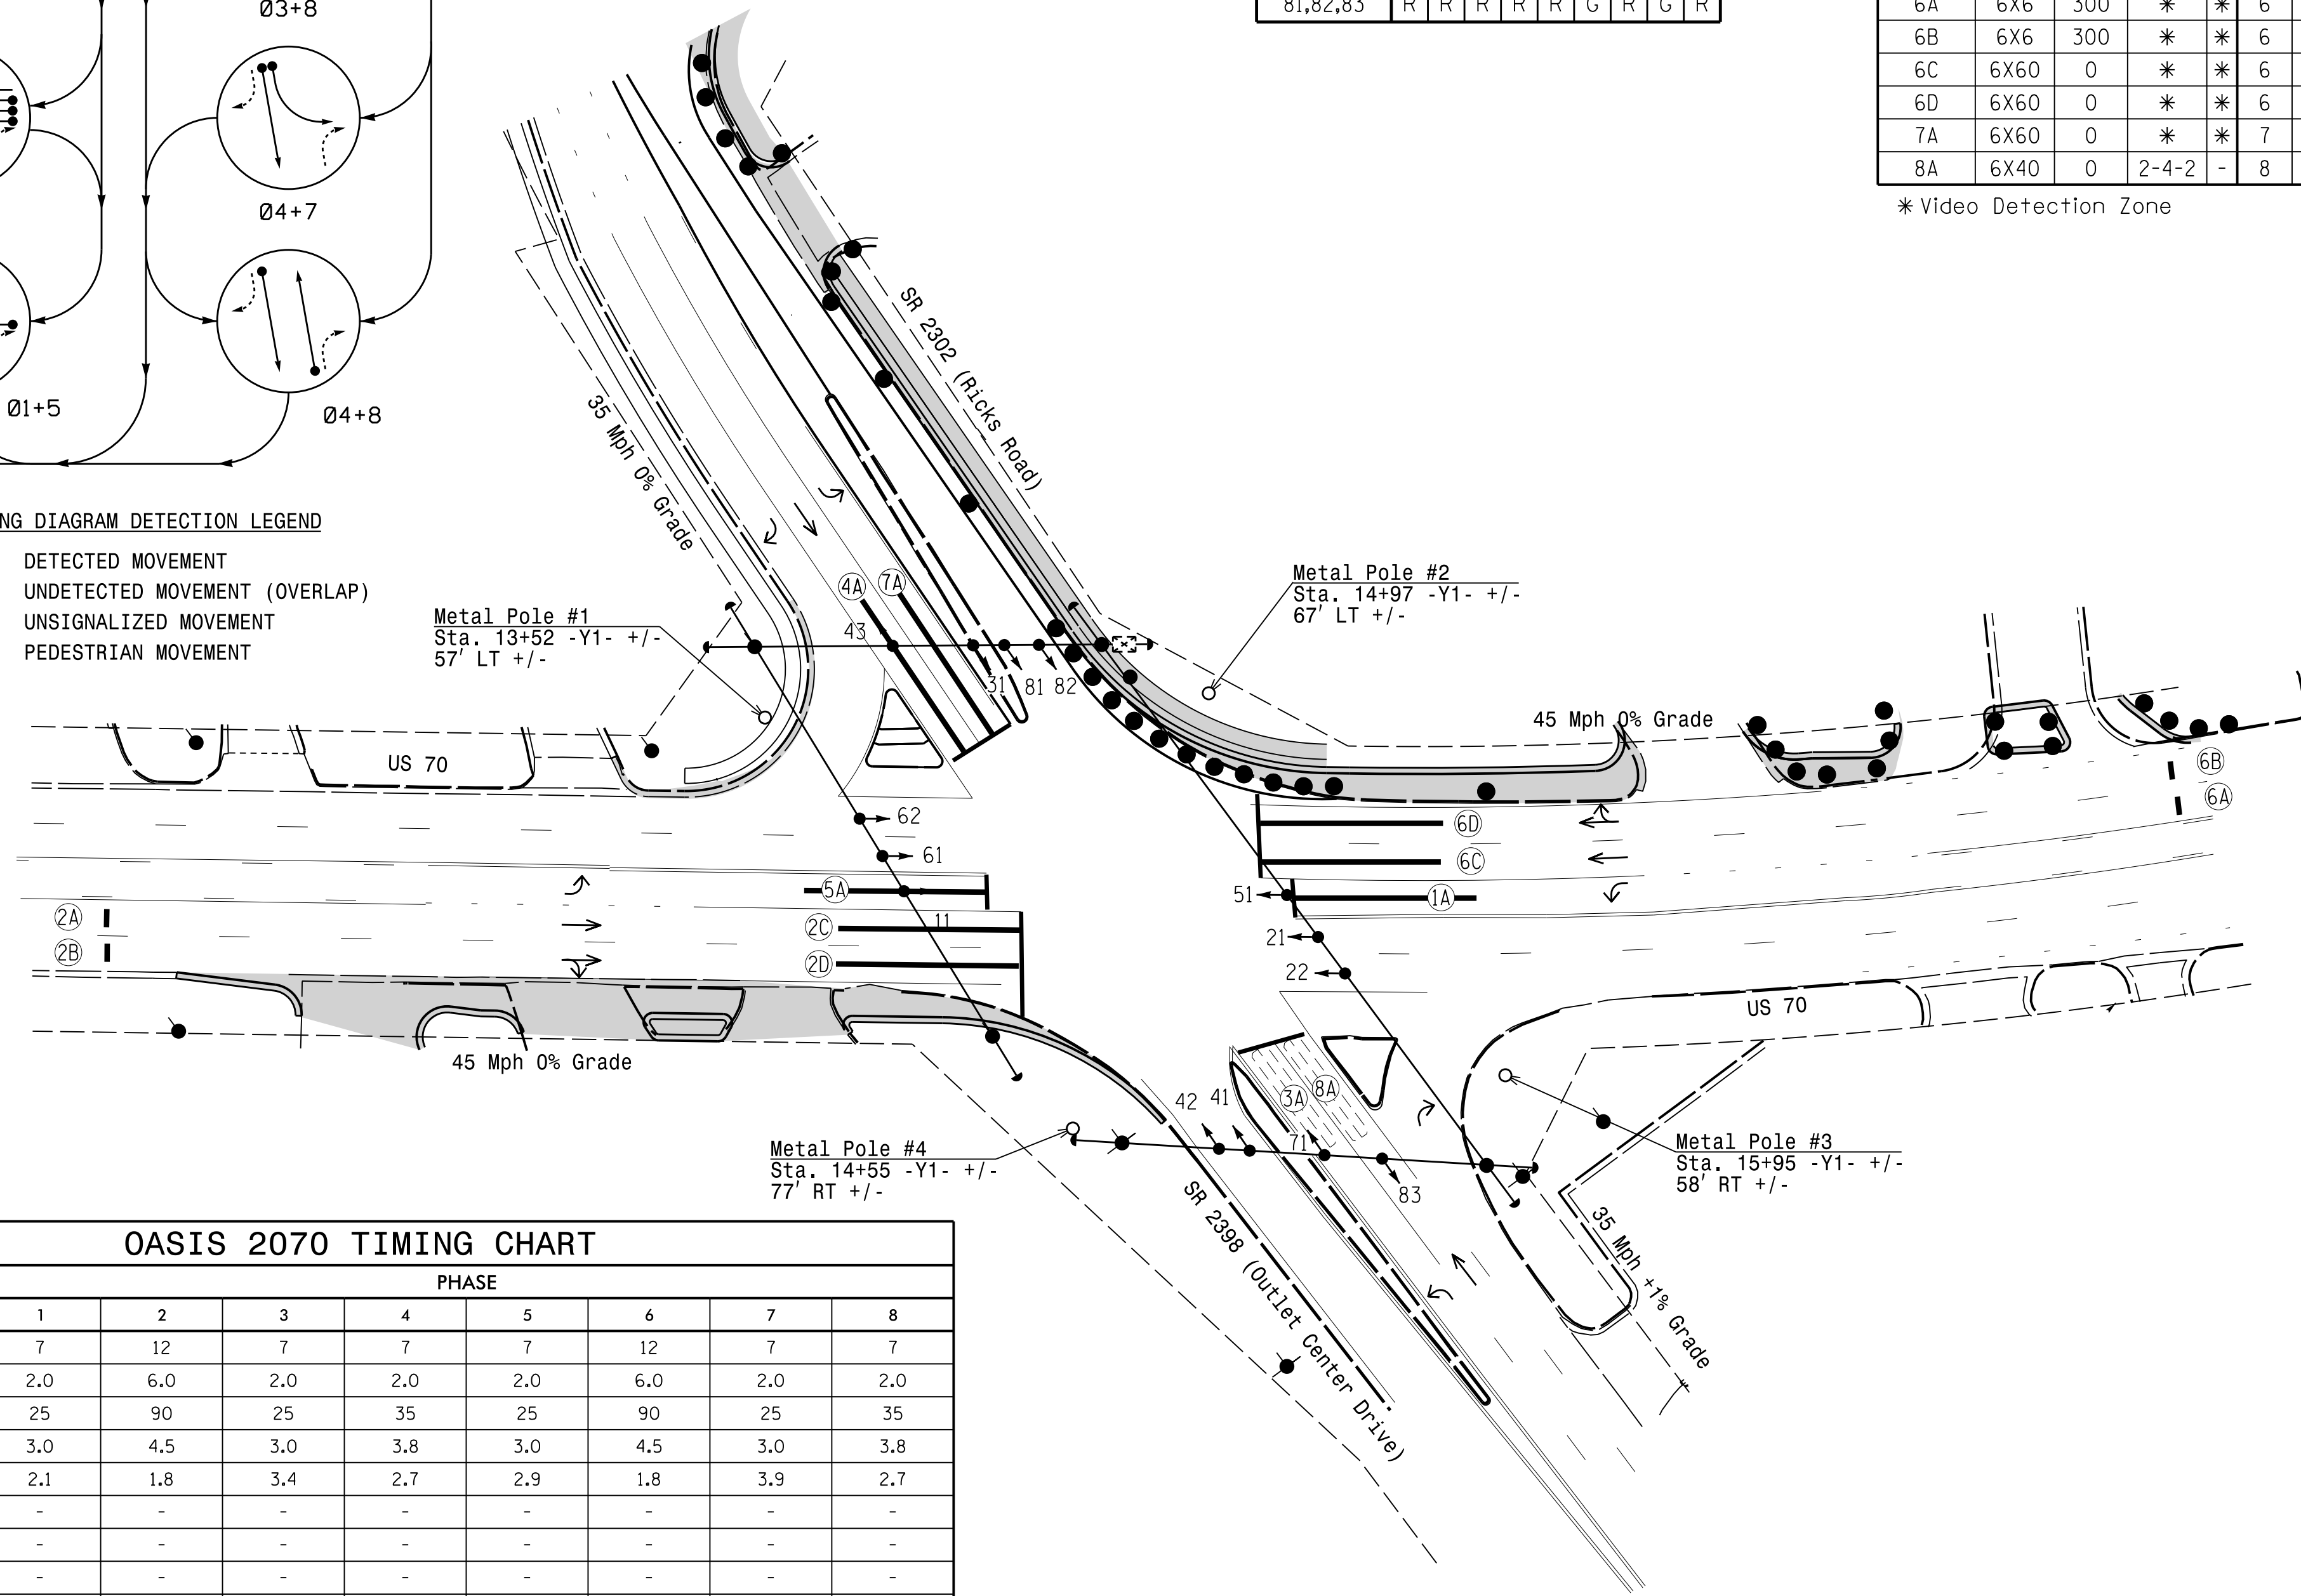 Ø3+8
Ø4+7
Ø1+5
Ø4+8
81,82,83 R R R R R G R G R
6A 6X6 300 * * 6
6B 6X6 300 * * 6
6C 6X60 0 * * 6
6D 6X60 0 * * 6
7A 6X60 0 * * 7
8A 6X40 0 2-4-2 - 8
* Video Detection Zone
NG DIAGRAM DETECTION LEGEND
DETECTED MOVEMENT
UNDETECTED MOVEMENT (OVERLAP)
UNSIGNALIZED MOVEMENT
PEDESTRIAN MOVEMENT
SR 2302 (Ricks Road)
35 Mph 0% Grade
Metal Pole #1
Sta. 13+52 -Y1- +/-
57' LT +/-
Metal Pole #2
Sta. 14+97 -Y1- +/-
67' LT +/-
4A
7A
43
31
81
82
45 Mph 0% Grade
US 70
6B
6A
62
61
6D
6C
5A
51
1A
2A
2B
2C
11
2D
21
22
US 70
45 Mph 0% Grade
42
41
3A
8A
71
83
Metal Pole #4
Sta. 14+55 -Y1- +/-
77' RT +/-
Metal Pole #3
Sta. 15+95 -Y1- +/-
58' RT +/-
SR 2398 (Outlet Center Drive)
35 Mph +1% Grade
OASIS 2070 TIMING CHART
PHASE
1 2 3 4 5 6 7 8
7 12 7 7 7 12 7 7
2.0 6.0 2.0 2.0 2.0 6.0 2.0 2.0
25 90 25 35 25 90 25 35
3.0 4.5 3.0 3.8 3.0 4.5 3.0 3.8
2.1 1.8 3.4 2.7 2.9 1.8 3.9 2.7
- - - - - - - -
- - - - - - - -
- - - - - - - -